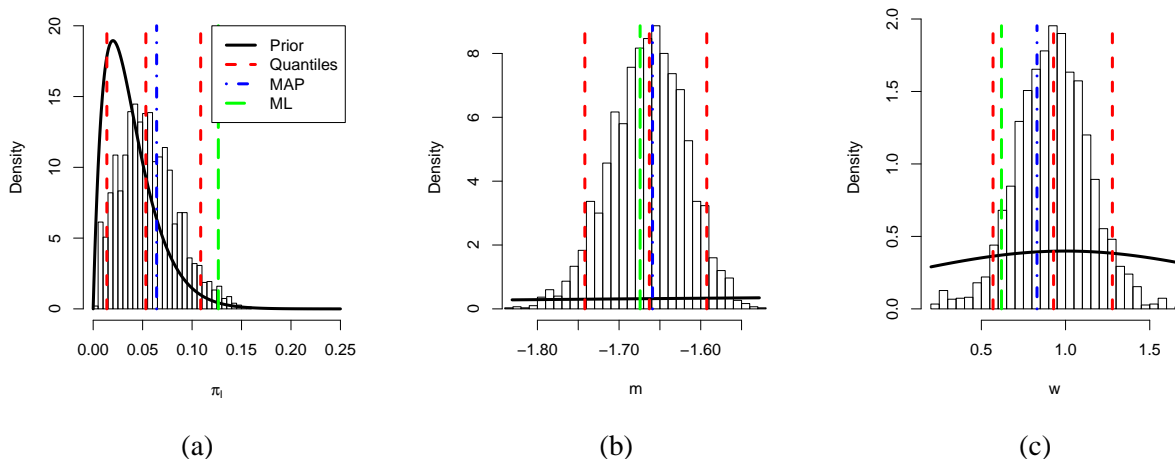 0.00 0.05 0.10 0.15 0.20 0.25
0 5 10 15 20
π_l
Density
Prior
Quantiles
MAP
ML
(a)
−1.80 −1.70 −1.60
0 2 4 6 8
m
Density
(b)
0.5 1.0 1.5
0.0 0.5 1.0 1.5 2.0
w
Density
(c)